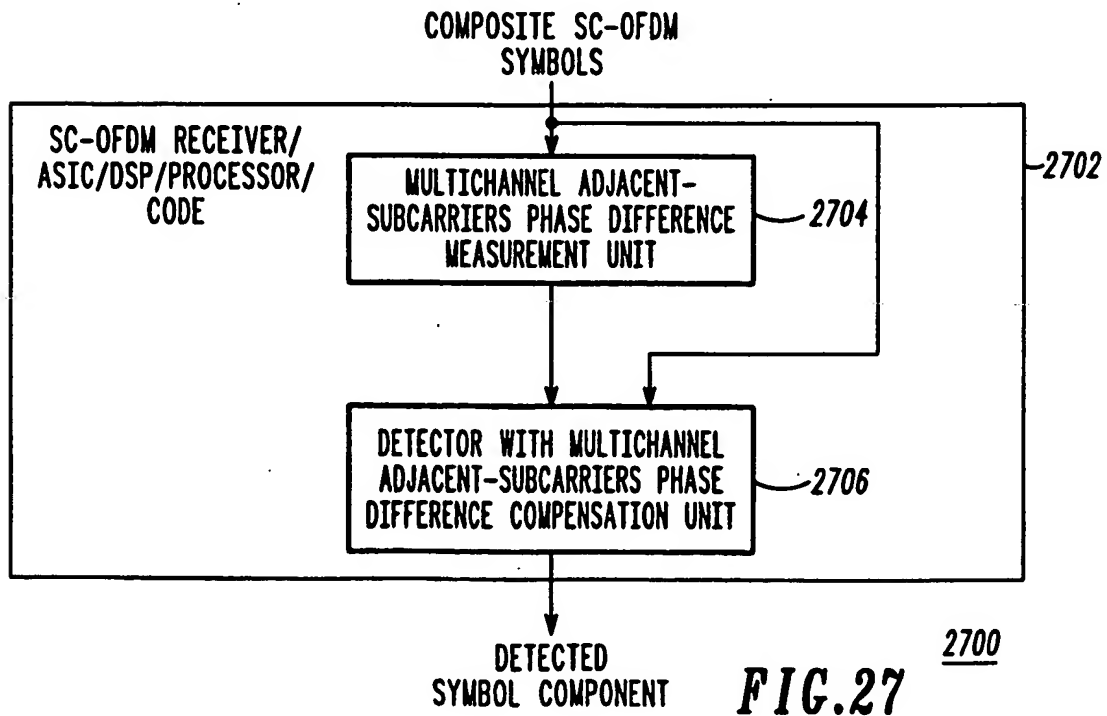 COMPOSITE SC-OFDM
SYMBOLS
SC-OFDM RECEIVER/
ASIC/DSP/PROCESSOR/
CODE
2702
MULTICHANNEL ADJACENT-
SUBCARRIERS PHASE DIFFERENCE
MEASUREMENT UNIT
2704
DETECTOR WITH MULTICHANNEL
ADJACENT-SUBCARRIERS PHASE
DIFFERENCE COMPENSATION UNIT
2706
DETECTED
SYMBOL COMPONENT
2700
FIG.27